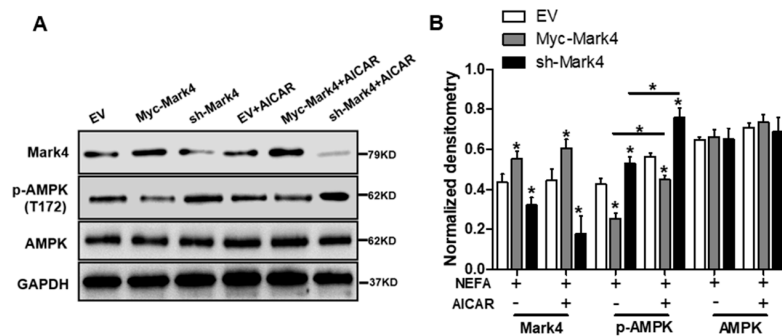 A
EV
Myc-Mark4
sh-Mark4
EV+AICAR
Myc-Mark4+AICAR
sh-Mark4+AICAR
Mark4
79KD
p-AMPK
(T172)
62KD
AMPK
62KD
GAPDH
37KD
B
EV
Myc-Mark4
sh-Mark4
Normalized densitometry
1.0
0.8
0.6
0.4
0.2
0.0
* * * * * * * * * *
NEFA + + + + + +
AICAR - + - + - +
Mark4 p-AMPK AMPK